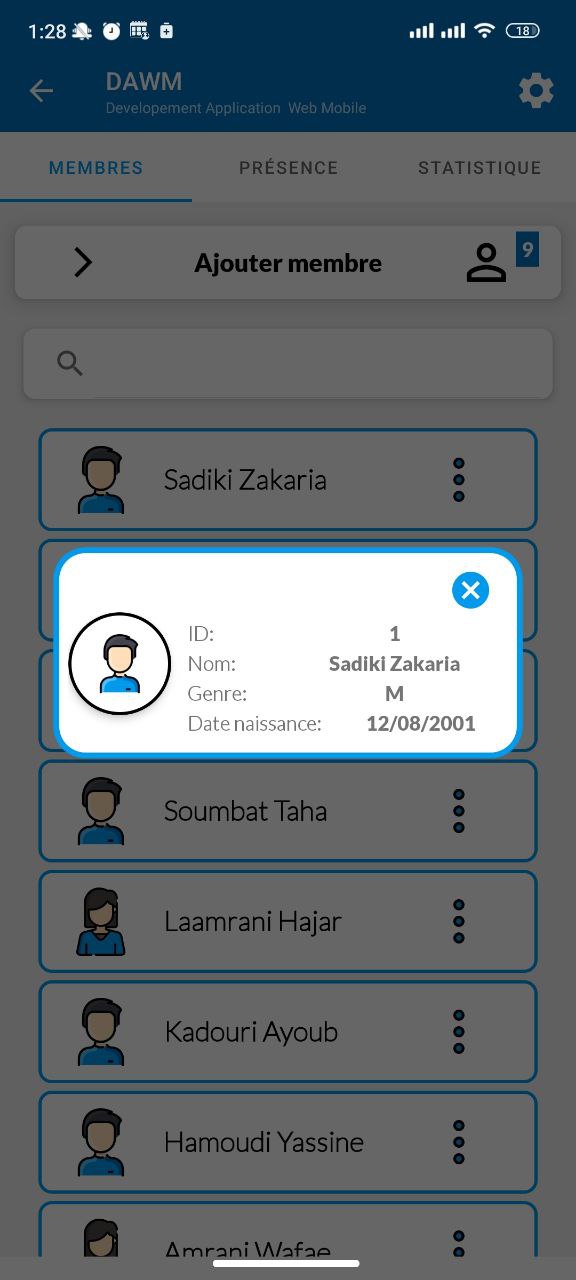 1:28
18
DAWM
Developement Application Web Mobile
MEMBRES PRÉSENCE STATISTIQUE
Ajouter membre 9
Sadiki Zakaria
ID: 1
Nom: Sadiki Zakaria
Genre: M
Date naissance: 12/08/2001
Soumbat Taha
Laamrani Hajar
Kadouri Ayoub
Hamoudi Yassine
Amrani Wafae